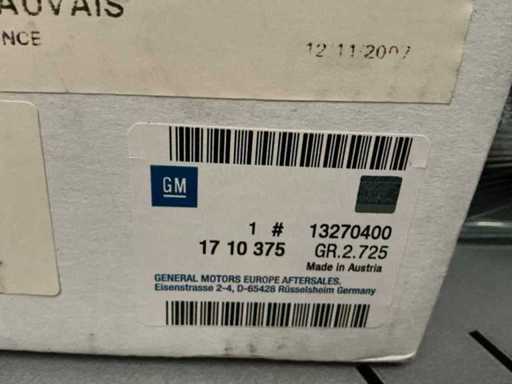 AUVAIS
NCE
12 11 2007
GM
1 # 13270400
17 10 375 GR.2.725
Made in Austria
GENERAL MOTORS EUROPE AFTERSALES.
Eisenstrasse 2-4, D-65428 Rüsselsheim Germany